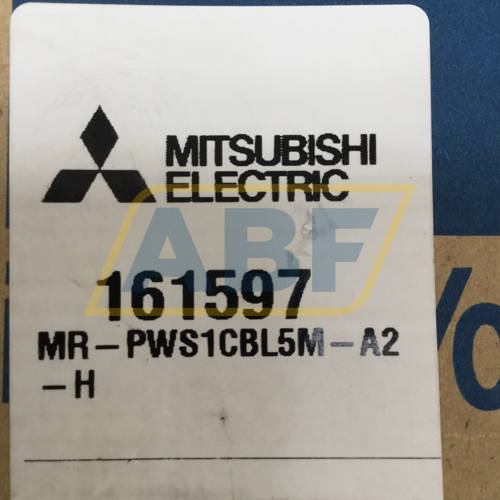 MITSUBISHI
ELECTRIC
ABF
161597
MR-PWS1CBL5M-A2
-H
%